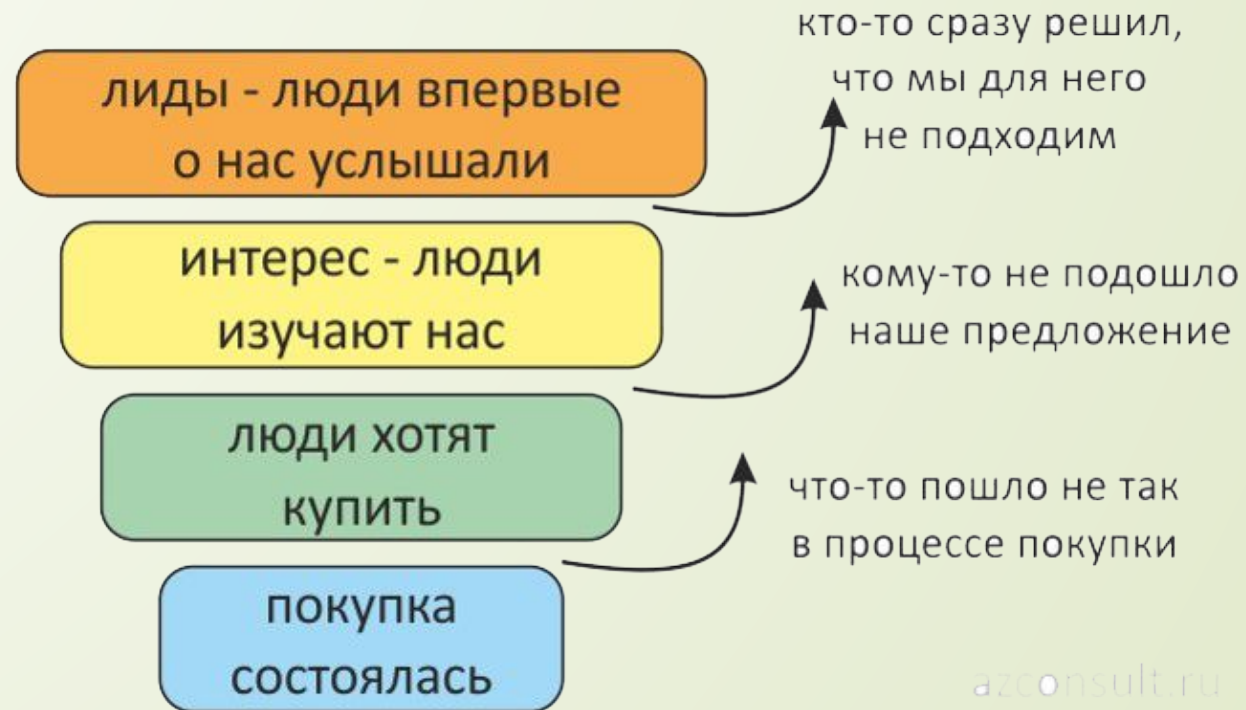 кто-то сразу решил,
что мы для него
не подходим
лиды - люди впервые
о нас услышали
интерес - люди
изучают нас
кому-то не подошло
наше предложение
люди хотят
купить
что-то пошло не так
в процессе покупки
покупка
состоялась
azconsult.ru